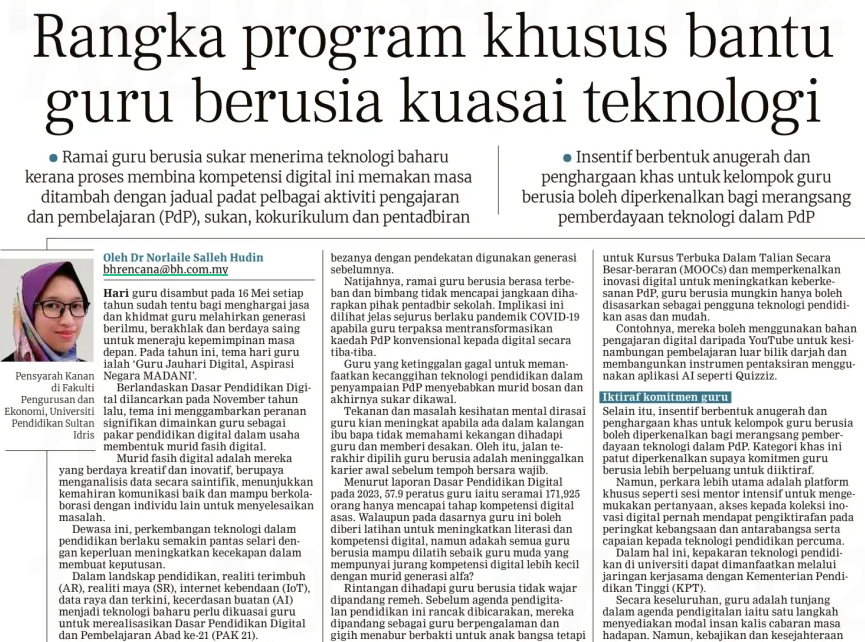 Rangka program khusus bantu
guru berusia kuasai teknologi
● Ramai guru berusia sukar menerima teknologi baharu
kerana proses membina kompetensi digital ini memakan masa
ditambah dengan jadual padat pelbagai aktiviti pengajaran
dan pembelajaran (PdP), sukan, kokurikulum dan pentadbiran
● Insentif berbentuk anugerah dan
penghargaan khas untuk kelompok guru
berusia boleh diperkenalkan bagi merangsang
pemberdayaan teknologi dalam PdP
Pensyarah Kanan
di Fakulti
Pengurusan dan
Ekonomi, Universiti
Pendidikan Sultan
Idris
Oleh Dr Norlaile Salleh Hudin
bhrencana@bh.com.my
Hari guru disambut pada 16 Mei setiap
tahun sudah tentu bagi menghargai jasa
dan khidmat guru melahirkan generasi
berilmu, berakhlak dan berdaya saing
untuk meneraju kepemimpinan masa
depan. Pada tahun ini, tema hari guru
ialah 'Guru Jauhari Digital, Aspirasi
Negara MADANI'.
Berlandaskan Dasar Pendidikan Digi-
tal dilancarkan pada November tahun
lalu, tema ini menggambarkan peranan
signifikan dimainkan guru sebagai
pakar pendidikan digital dalam usaha
membentuk murid fasih digital.
Murid fasih digital adalah mereka
yang berdaya kreatif dan inovatif, berupaya
menganalisis data secara saintifik, menunjukkan
kemahiran komunikasi baik dan mampu berkola-
borasi dengan individu lain untuk menyelesaikan
masalah.
Dewasa ini, perkembangan teknologi dalam
pendidikan berlaku semakin pantas selari den-
gan keperluan meningkatkan kecekapan dalam
membuat keputusan.
Dalam landskap pendidikan, realiti terimbuh
(AR), realiti maya (SR), internet kebendaan (IoT),
data raya dan terkini, kecerdasan buatan (AI)
menjadi teknologi baharu perlu dikuasai guru
untuk merealisasikan Dasar Pendidikan Digital
dan Pembelajaran Abad ke-21 (PAK 21).
bezanya dengan pendekatan digunakan generasi
sebelumnya.
Natijahnya, ramai guru berusia berasa terbe-
ban dan bimbang tidak mencapai jangkaan diha-
rapkan pihak pentadbir sekolah. Implikasi ini
dilihat jelas sejurus berlaku pandemik COVID-19
apabila guru terpaksa mentransformasikan
kaedah PdP konvensional kepada digital secara
tiba-tiba.
Guru yang ketinggalan gagal untuk meman-
faatkan kecanggihan teknologi pendidikan dalam
penyampaian PdP menyebabkan murid bosan dan
akhirnya sukar dikawal.
Tekanan dan masalah kesihatan mental dirasai
guru kian meningkat apabila ada dalam kalangan
ibu bapa tidak memahami kekangan dihadapi
guru dan memberi desakan. Oleh itu, jalan te-
rakhir dipilih guru berusia adalah meninggalkan
karier awal sebelum tempoh bersara wajib.
Menurut laporan Dasar Pendidikan Digital
pada 2023, 57.9 peratus guru iaitu seramai 171,925
orang hanya mencapai tahap kompetensi digital
asas. Walaupun pada dasarnya guru ini boleh
diberi latihan untuk meningkatkan literasi dan
kompetensi digital, namun adakah semua guru
berusia mampu dilatih sebaik guru muda yang
mempunyai jurang kompetensi digital lebih kecil
dengan murid generasi alfa?
Rintangan dihadapi guru berusia tidak wajar
dipandang remeh. Sebelum agenda pendigita-
lan pendidikan ini rancak dibicarakan, mereka
dipandang sebagai guru berpengalaman dan
gigih menabur berbakti untuk anak bangsa tetapi
untuk Kursus Terbuka Dalam Talian Secara
Besar-beraran (MOOCs) dan memperkenalkan
inovasi digital untuk meningkatkan keberke-
sanan PdP, guru berusia mungkin hanya boleh
disasarkan sebagai pengguna teknologi pendidi-
kan asas dan mudah.
Contohnya, mereka boleh menggunakan bahan
pengajaran digital daripada YouTube untuk kesi-
nambungan pembelajaran luar bilik darjah dan
membangunkan instrumen pentaksiran menggu-
nakan aplikasi AI seperti Quizziz.
Iktiraf komitmen guru
Selain itu, insentif berbentuk anugerah dan
penghargaan khas untuk kelompok guru berusia
boleh diperkenalkan bagi merangsang pember-
dayaan teknologi dalam PdP. Kategori khas ini
patut diperkenalkan supaya komitmen guru
berusia lebih berpeluang untuk diiktiraf.
Namun, perkara lebih utama adalah platform
khusus seperti sesi mentor intensif untuk menge-
mukakan pertanyaan, akses kepada koleksi ino-
vasi digital pernah mendapat pengiktirafan pada
peringkat kebangsaan dan antarabangsa serta
capaian kepada teknologi pendidikan percuma.
Dalam hal ini, kepakaran teknologi pendidi-
kan di universiti dapat dimanfaatkan melalui
jaringan kerjasama dengan Kementerian Pendi-
dikan Tinggi (KPT).
Secara keseluruhan, guru adalah tunjang
dalam agenda pendigitalan iaitu satu langkah
menyediakan modal insan kalis cabaran masa
hadapan. Namun, kebajikan dan kesejahteraan